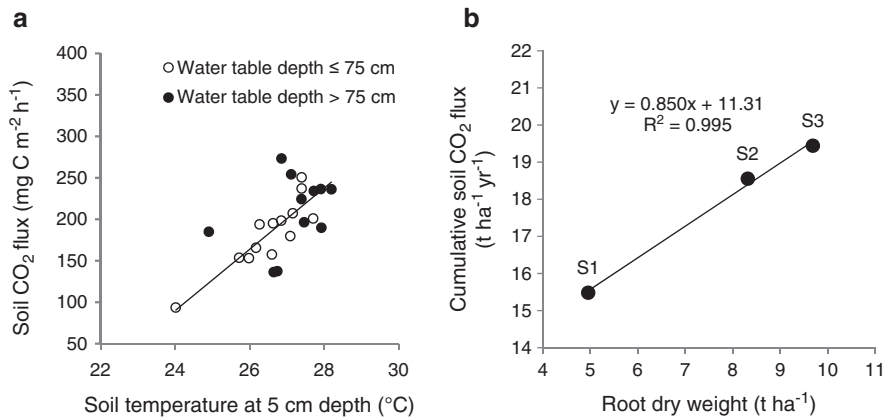 a
400
350
300
250
200
150
100
50
Soil CO₂ flux (mg C m⁻² h⁻¹)
Water table depth ≤ 75 cm
Water table depth > 75 cm
22 24 26 28 30
Soil temperature at 5 cm depth (°C)
b
22
21
20
19
18
17
16
15
14
Cumulative soil CO₂ flux
(t ha⁻¹ yr⁻¹)
y = 0.850x + 11.31
R² = 0.995
S3
S2
S1
4 5 6 7 8 9 10 11
Root dry weight (t ha⁻¹)